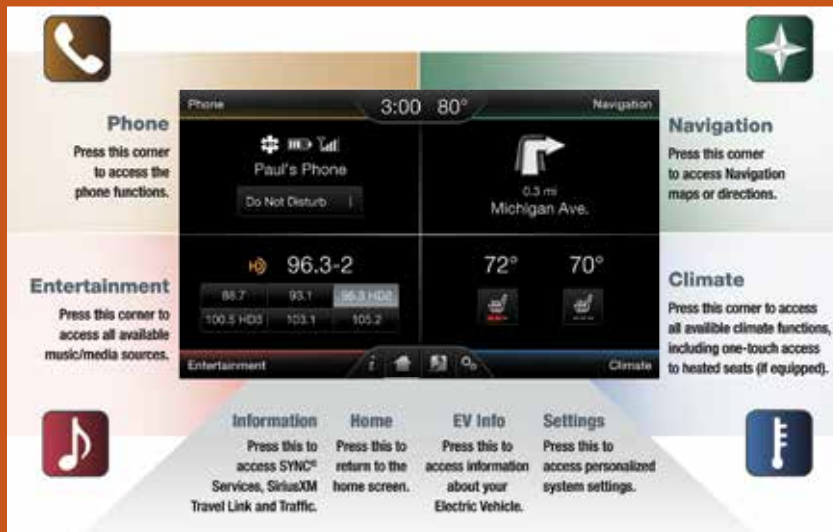 Phone
3:00 80°
Navigation
Phone
Press this corner
to access the
phone functions.
Paul's Phone
Do Not Disturb
0.3 mi
Michigan Ave.
Navigation
Press this corner
to access Navigation
maps or directions.
Entertainment
Press this corner to
access all available
music/media sources.
HD 96.3-2
88.7 93.1 96.3 HD2
100.5 HD3 103.1 105.2
72° 70°
Climate
Press this corner to access
all availible climate functions,
including one-touch access
to heated seats (if equipped).
Entertainment
i
Climate
Information
Press this to
access SYNC®
Services, SiriusXM
Travel Link and Traffic.
Home
Press this to
return to the
home screen.
EV Info
Press this to
access information
about your
Electric Vehicle.
Settings
Press this to
access personalized
system settings.